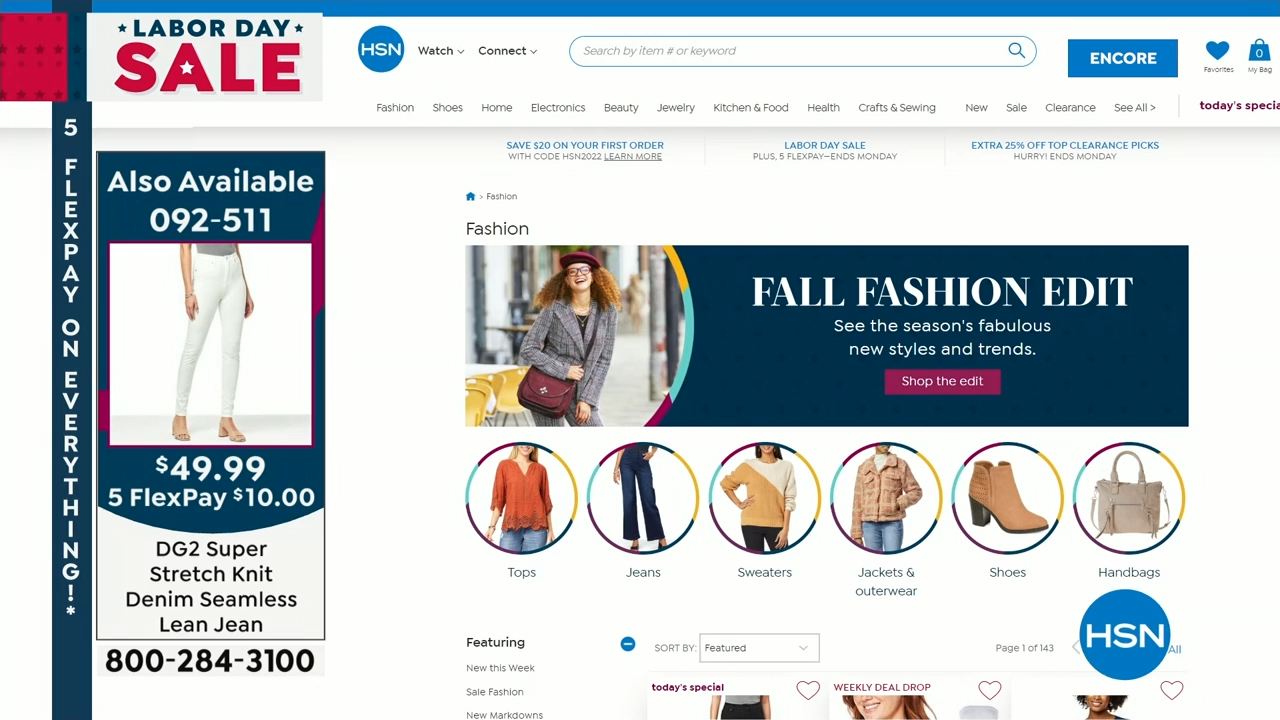 LABOR DAY
SALE
5 FLEXPAY ON EVERYTHING!*
Also Available
092-511
$49.99
5 FlexPay $10.00
DG2 Super
Stretch Knit
Denim Seamless
Lean Jean
800-284-3100
HSN
Watch
Connect
Search by item # or keyword
ENCORE
Favorites
0
My Bag
Fashion
Shoes
Home
Electronics
Beauty
Jewelry
Kitchen & Food
Health
Crafts & Sewing
New
Sale
Clearance
See All >
today's specia
SAVE $20 ON YOUR FIRST ORDER
WITH CODE HSN2022 LEARN MORE
LABOR DAY SALE
PLUS, 5 FLEXPAY—ENDS MONDAY
EXTRA 25% OFF TOP CLEARANCE PICKS
HURRY! ENDS MONDAY
> Fashion
Fashion
FALL FASHION EDIT
See the season's fabulous
new styles and trends.
Shop the edit
Tops
Jeans
Sweaters
Jackets &
outerwear
Shoes
Handbags
Featuring
New this Week
Sale Fashion
New Markdowns
SORT BY:
Featured
Page 1 of 143
All
HSN
today's special
WEEKLY DEAL DROP